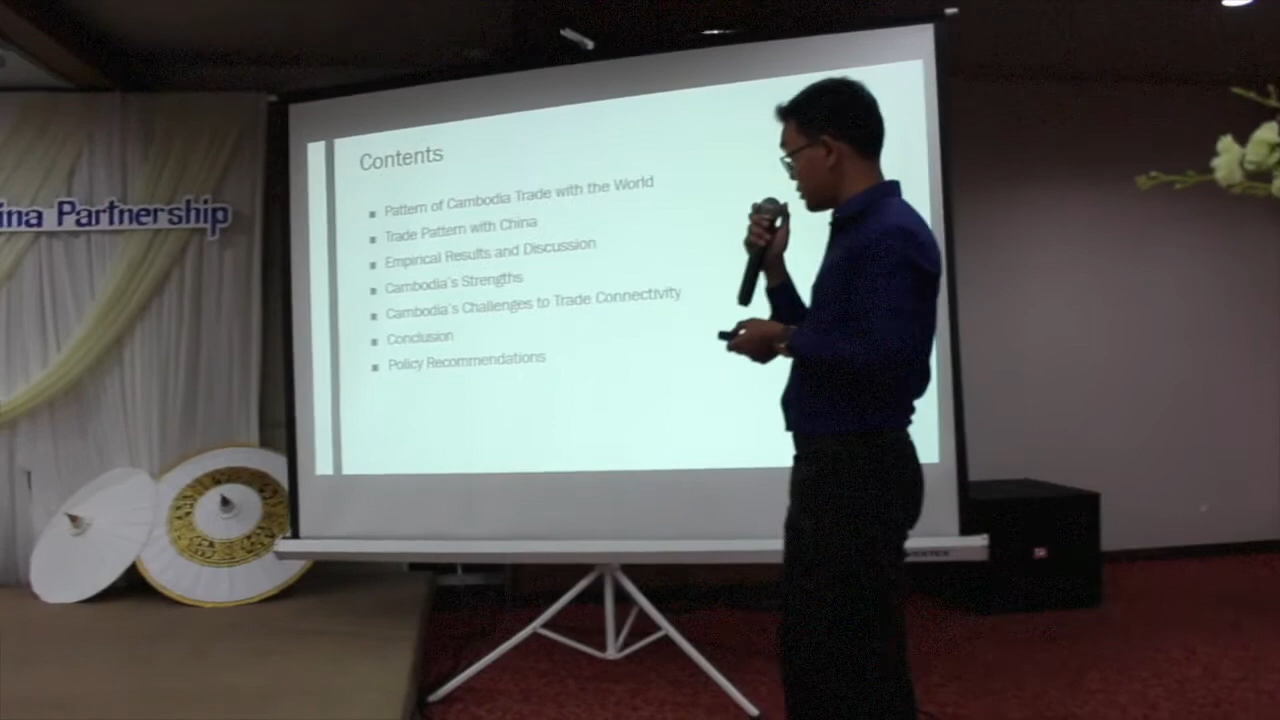 ina Partnership
Contents
▪ Pattern of Cambodia Trade with the World
▪ Trade Pattern with China
▪ Empirical Results and Discussion
▪ Cambodia's Strengths
▪ Cambodia's Challenges to Trade Connectivity
▪ Conclusion
▪ Policy Recommendations